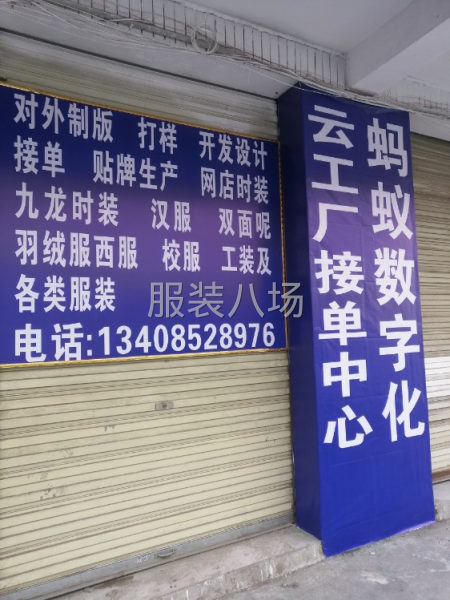 对外制版 打样 开发设计
接单 贴牌生产 网店时装
九龙时装 汉服 双面呢
羽绒服西服 校服 工装及
各类服装
电话:13408528976
蚂蚁数字化
云工厂接单中心
服装八场